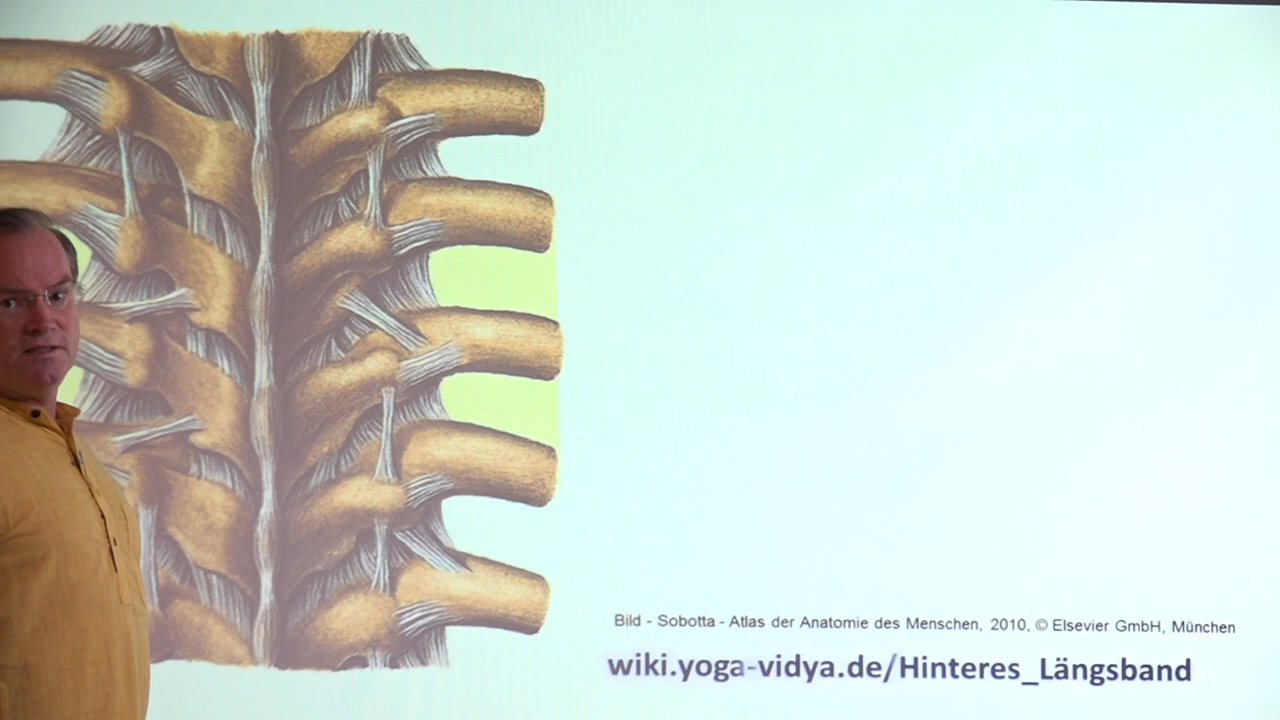 Bild - Sobotta - Atlas der Anatomie des Menschen, 2010, © Elsevier GmbH, München
wiki.yoga-vidya.de/Hinteres_Längsband